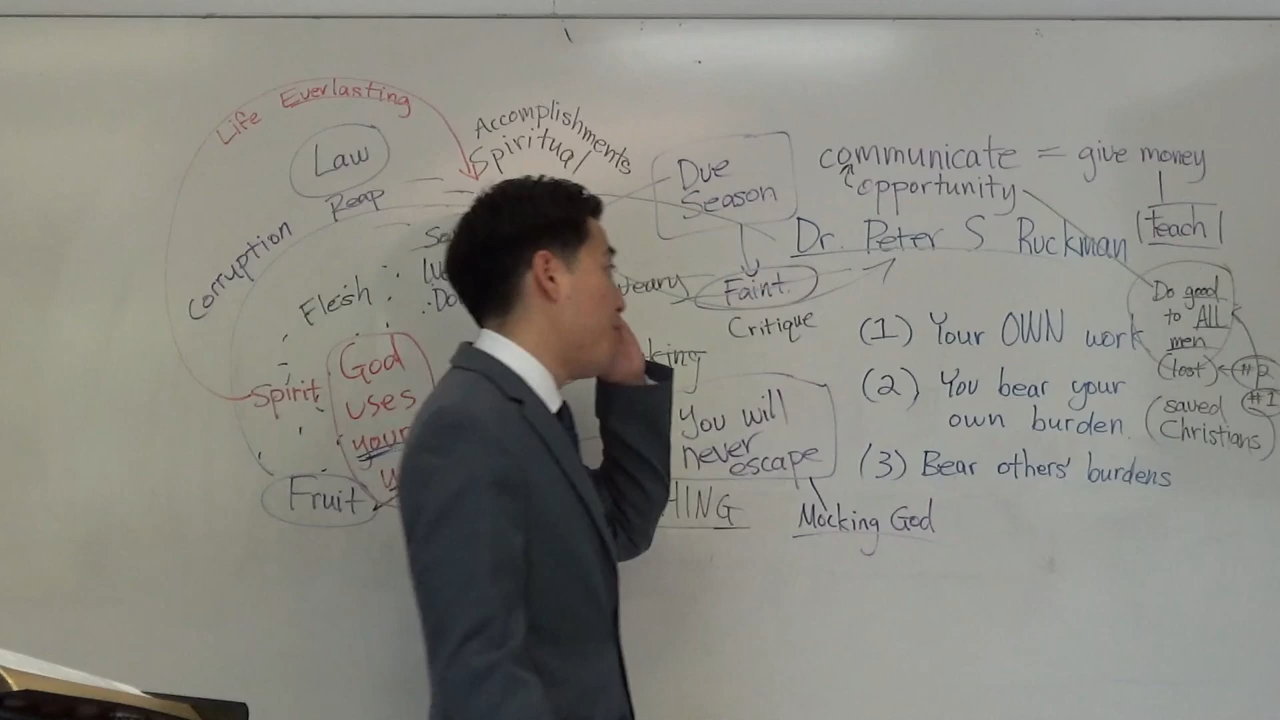 Life Everlasting
Law
Reap
Corruption
Flesh
Spirit
God
uses
your
Fruit
Accomplishments
Spiritual
Due
Season
Faint.
Critique
You will
never
escape
Mocking God
communicate = give money
opportunity
teach
Dr. Peter S Ruckman
(1) Your OWN work
(2) You bear your
own burden.
(3) Bear others' burdens
Do good
to ALL
men
(lost)
#2
#1
(saved
Christians)